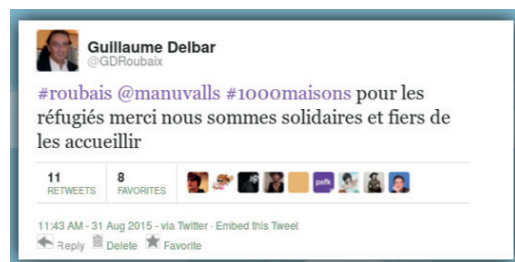 Guillaume Delbar
@GDRoubaix
#roubais @manuvalls #1000maisons pour les
réfugiés merci nous sommes solidaires et fiers de
les accueillir
11 8
RETWEETS FAVORITES
psfk
11:43 AM - 31 Aug 2015 - via Twitter · Embed this Tweet
Reply Delete Favorite